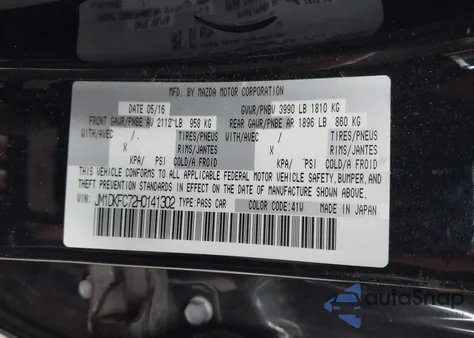 MFD. BY MAZDA MOTOR CORPORATION
DATE 05/16 GVWR/PNBV 3990 LB 1810 KG
FRONT GAWR/PNBE AV 2112 LB 958 KG REAR GAWR/PNBE AR 1896 LB 860 KG
WITH/AVEC /. TIRES/PNEUS WITH/AVEC /. TIRES/PNEUS
X RIMS/JANTES X RIMS/JANTES
KPA/ PSI COLD/A FROID KPA/ PSI COLD/A FROID
THIS VEHICLE CONFORMS TO ALL APPLICABLE FEDERAL MOTOR VEHICLE SAFETY,BUMPER,AND
THEFT PREVENTION STANDARDS IN EFFECT ON THE DATE OF MANUFACTURE SHOWN ABOVE.
VIN: JM1DKFC72H0141302 TYPE:PASS CAR COLOR CODE:41W MADE IN JAPAN
autoSnap